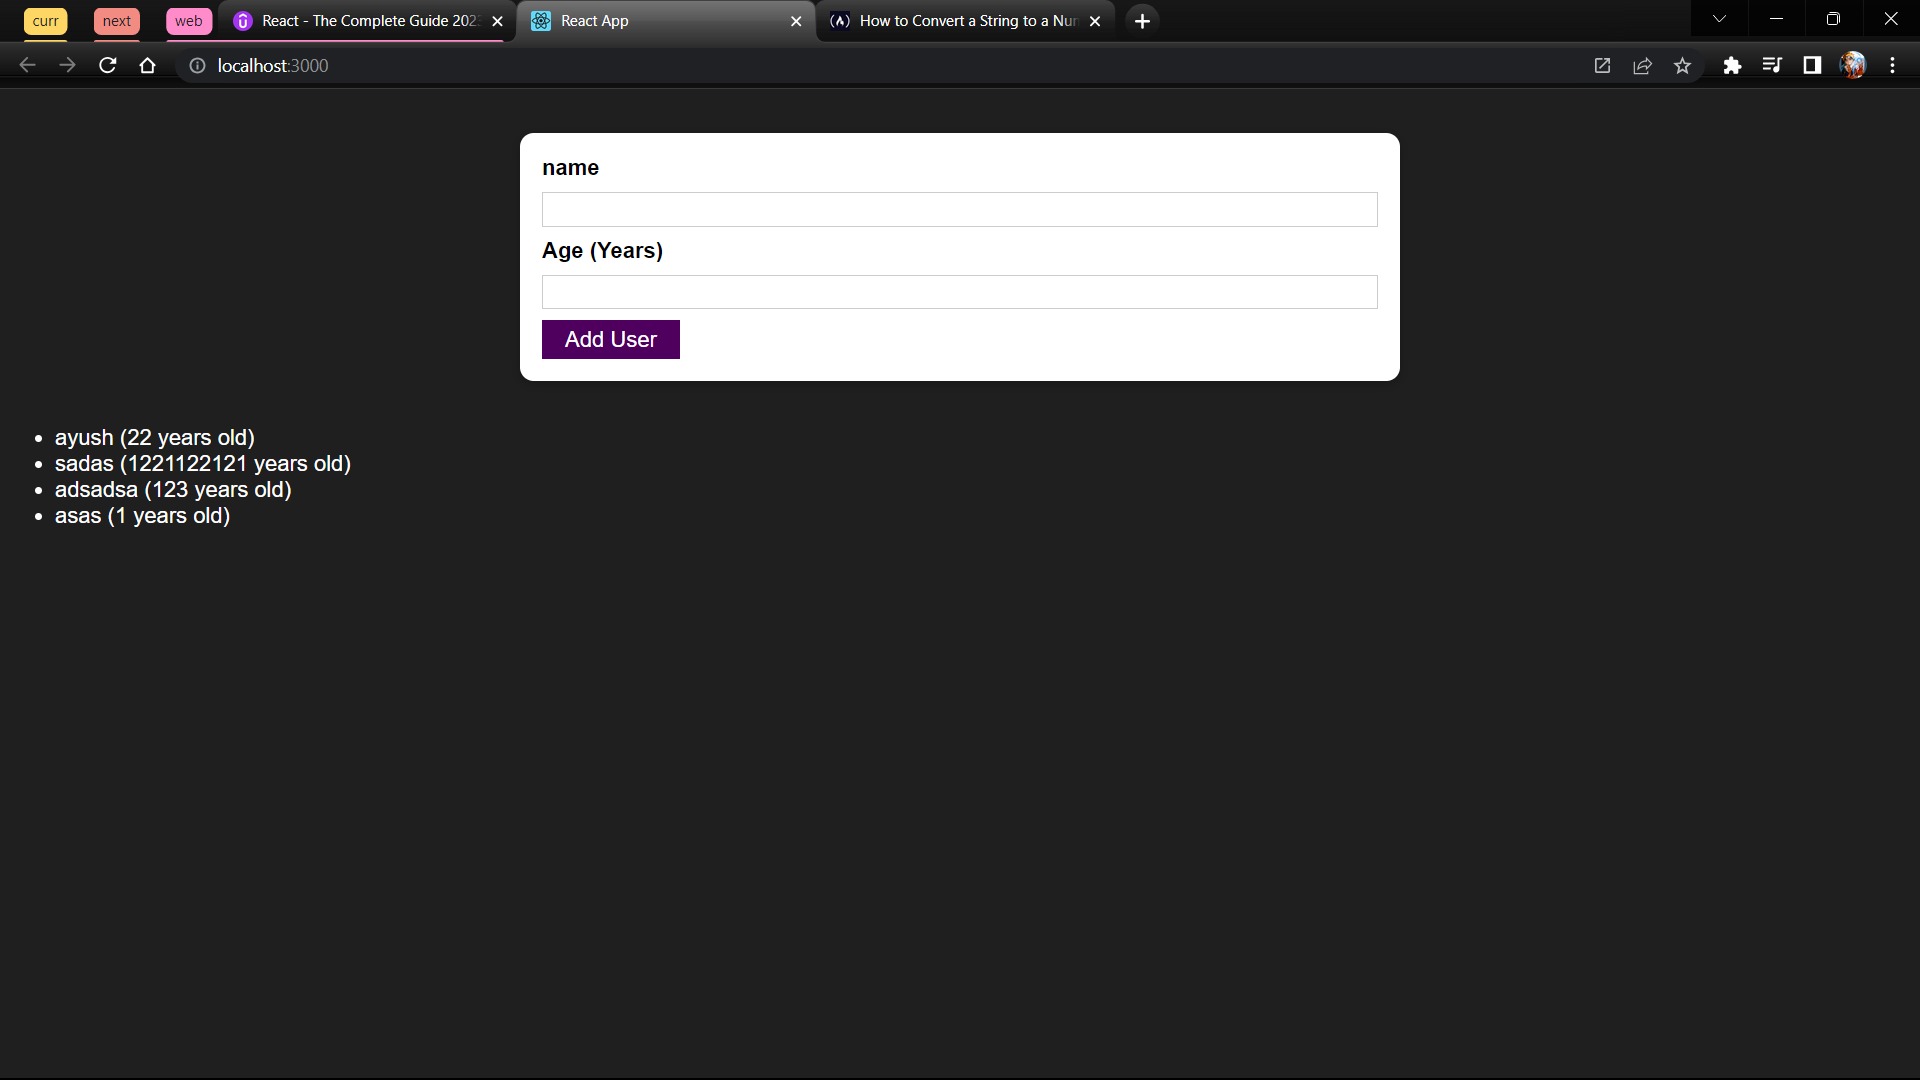 curr next web React - The Complete Guide 202 React App How to Convert a String to a Nu
localhost:3000
name
Age (Years)
Add User
ayush (22 years old)
sadas (1221122121 years old)
adsadsa (123 years old)
asas (1 years old)